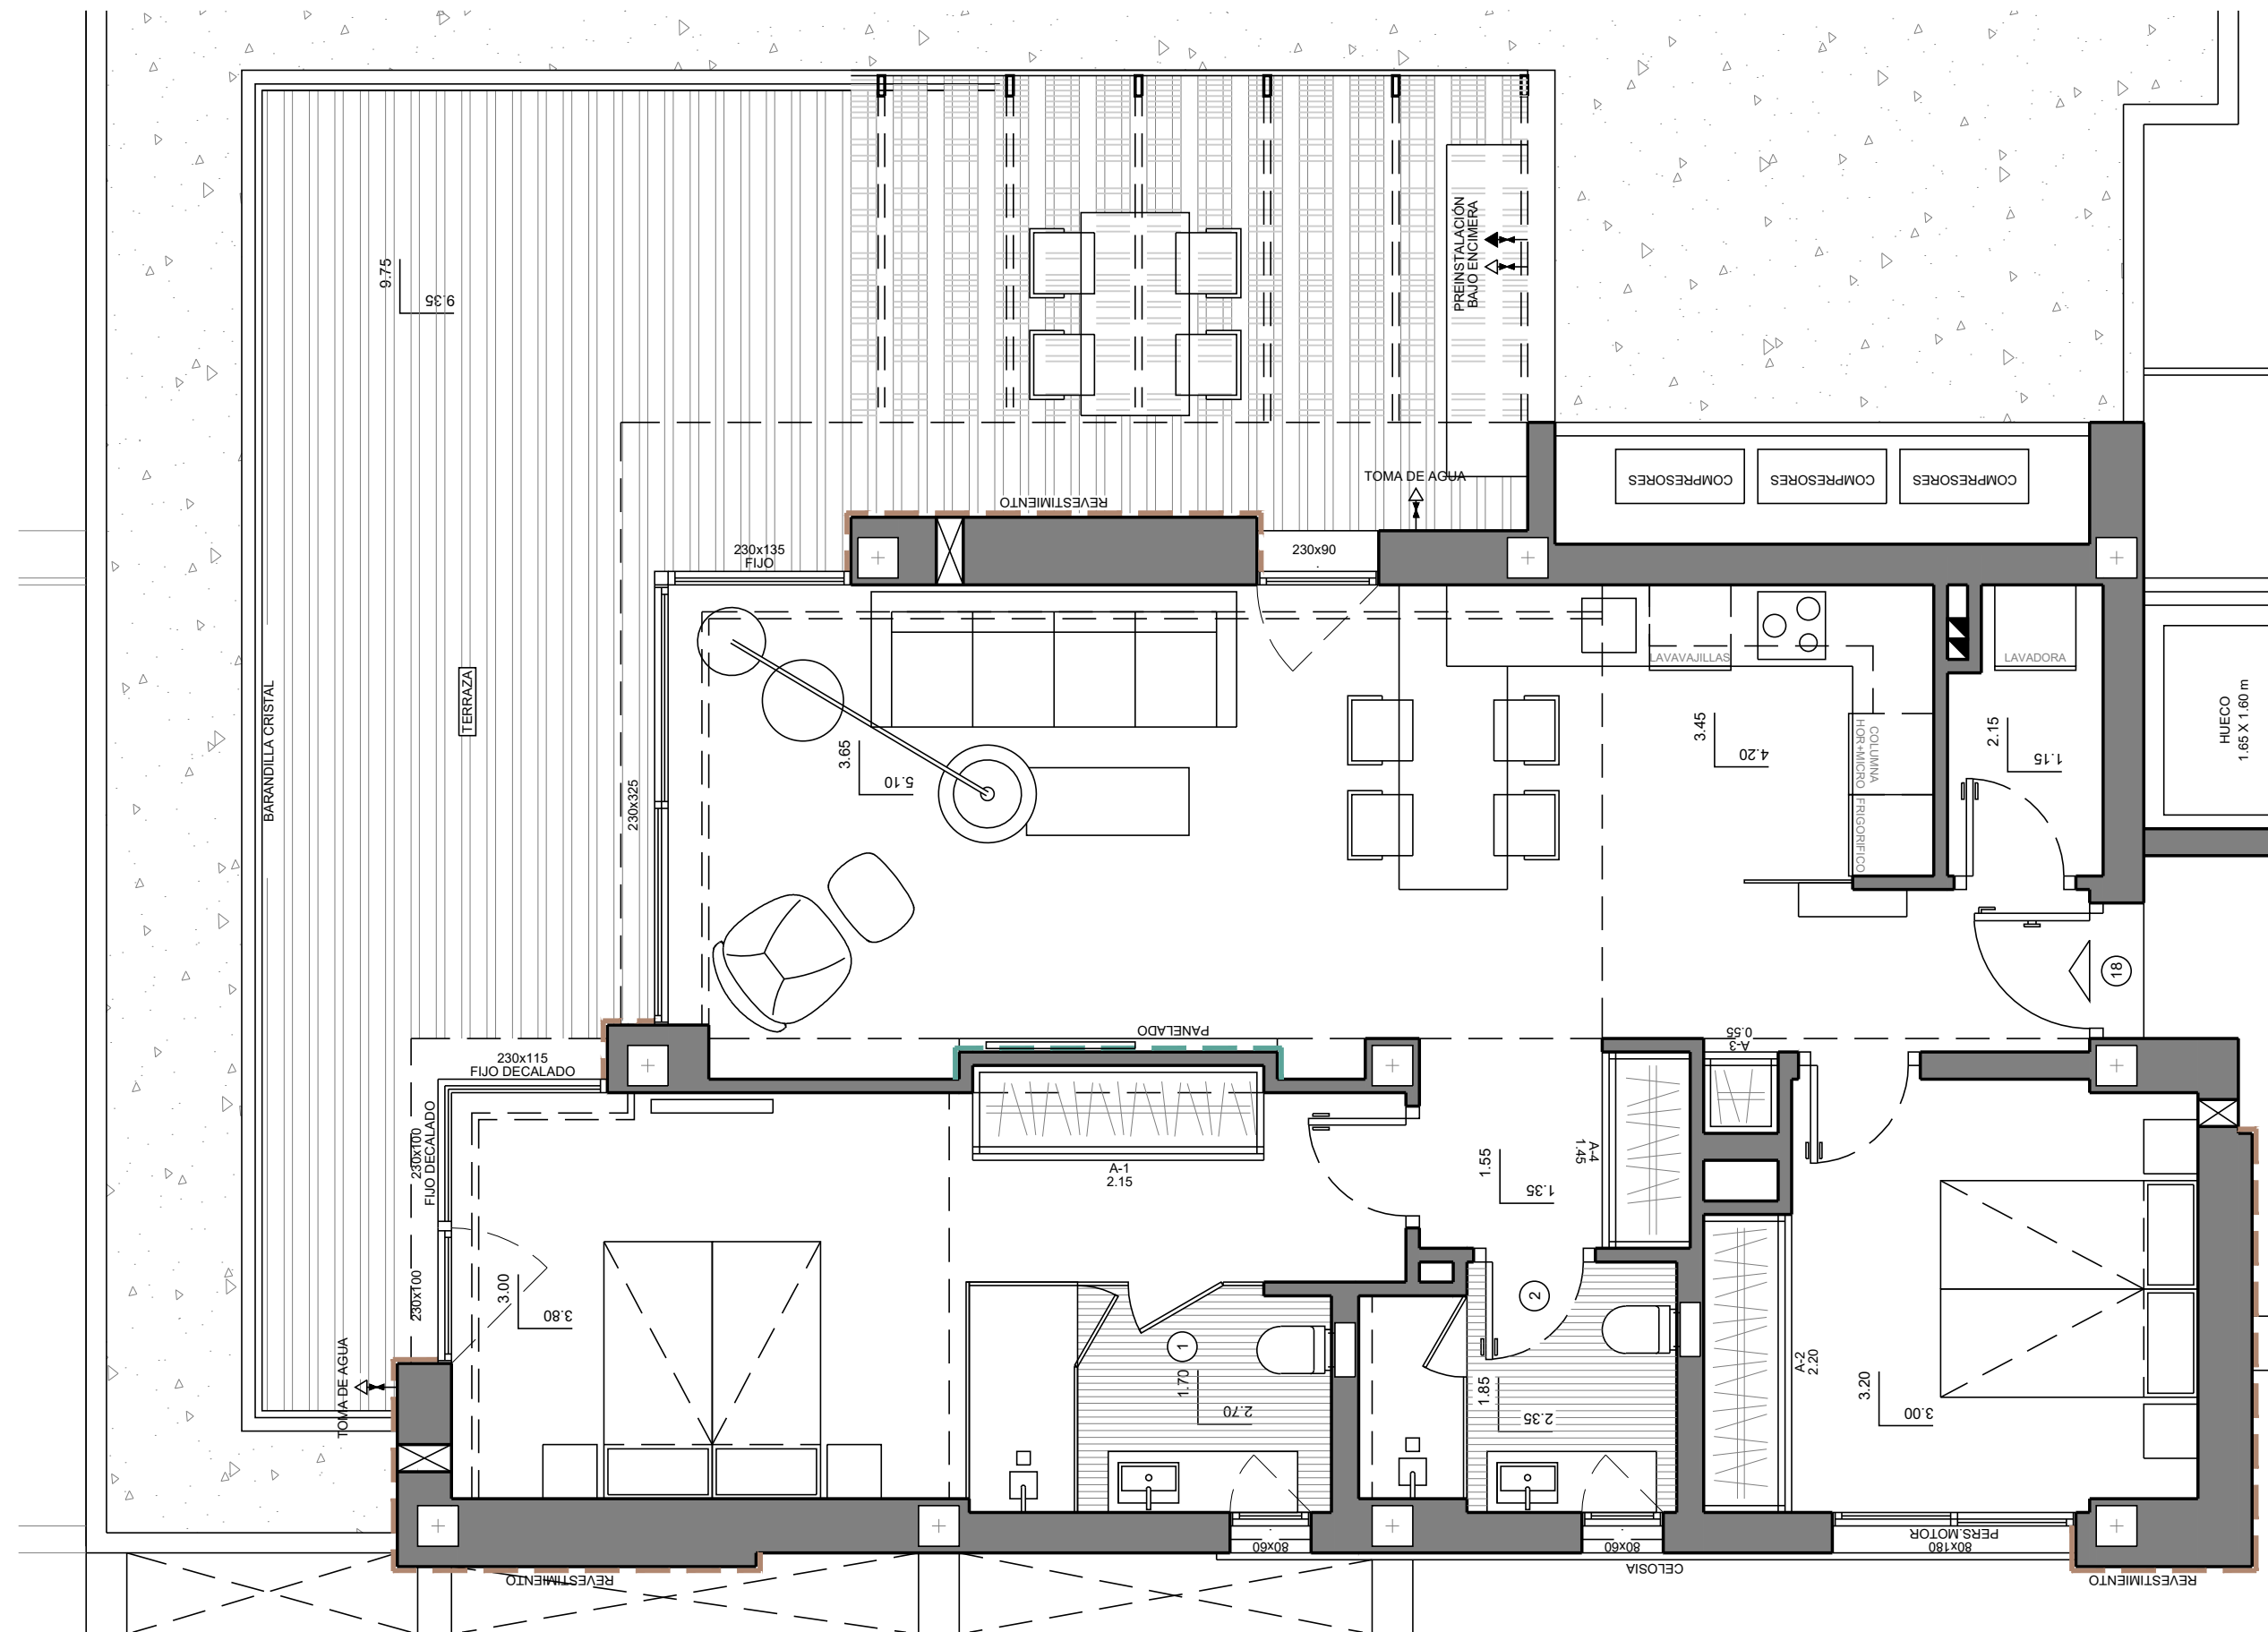 9.75
9.35
PREINSTALACIÓN
BAJO ENCIMERA
TOMA DE AGUA
COMPRESORES
COMPRESORES
COMPRESORES
REVESTIMIENTO
230x135
FIJO
230x90
TERRAZA
BARANDILLA CRISTAL
230x325
3.65
5.10
LAVAVAJILLAS
LAVADORA
3.45
4.20
COLUMNA
HOR+MICRO
FRIGORIFICO
2.15
1.15
HUECO
1.65 X 1.60 m
18
PANELADO
0.55
A-3
230x115
FIJO DECALADO
230x100
FIJO DECALADO
230x100
A-1
2.15
1.55
1.35
A-4
1.45
3.00
3.80
TOMA DE AGUA
1
1.70
2.70
2
1.85
2.35
A-2
2.20
3.20
3.00
80x60
80x60
PERS.MOTOR
80x180
CELOSIA
REVESTIMIENTO
REVESTIMIENTO